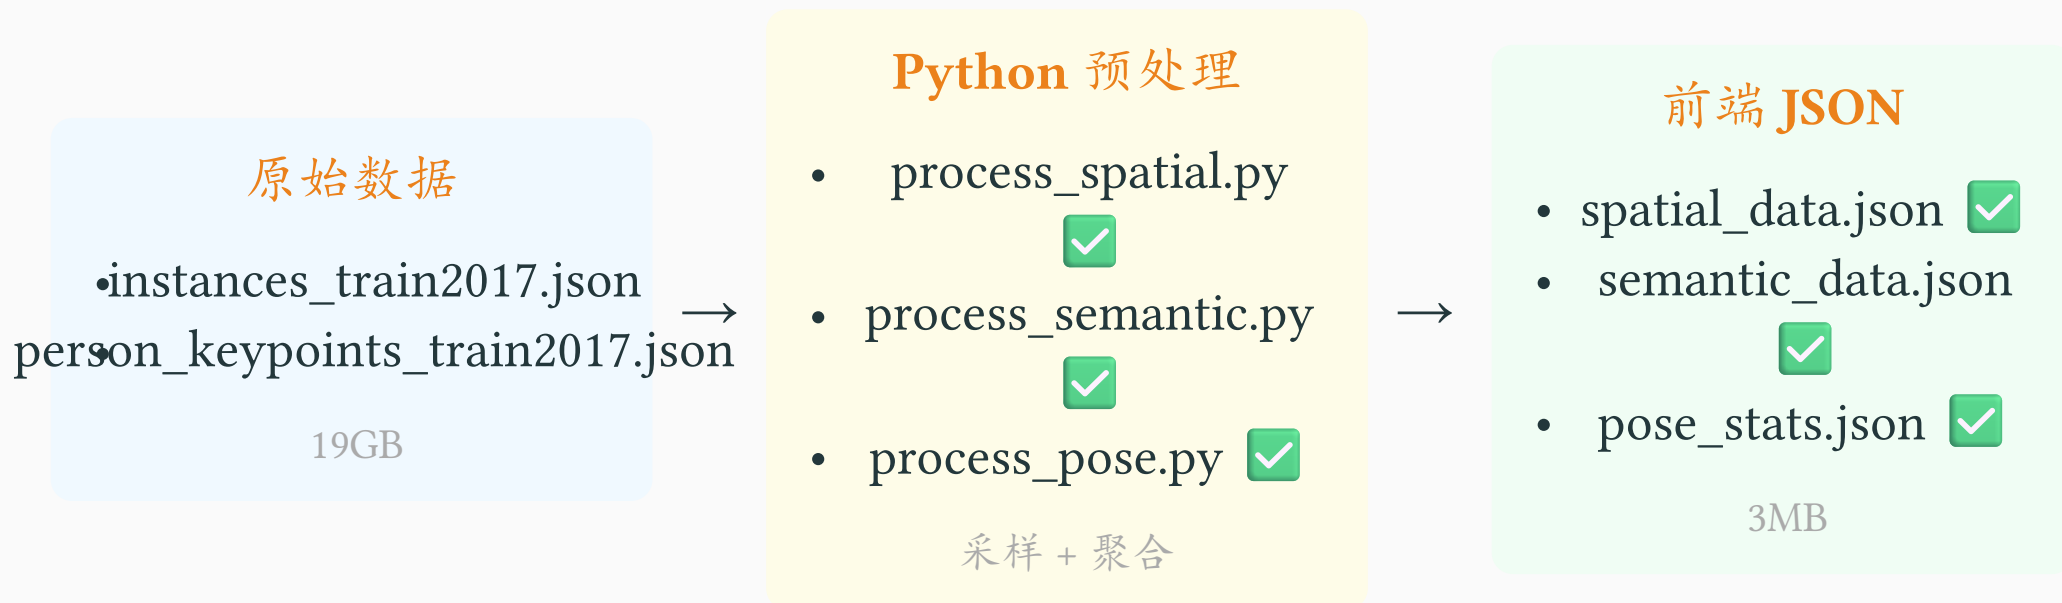 原始数据
• instances_train2017.json
• person_keypoints_train2017.json
19GB
→
Python 预处理
• process_spatial.py
✅
• process_semantic.py
✅
• process_pose.py ✅
采样 + 聚合
→
前端 JSON
• spatial_data.json ✅
• semantic_data.json
✅
• pose_stats.json ✅
3MB